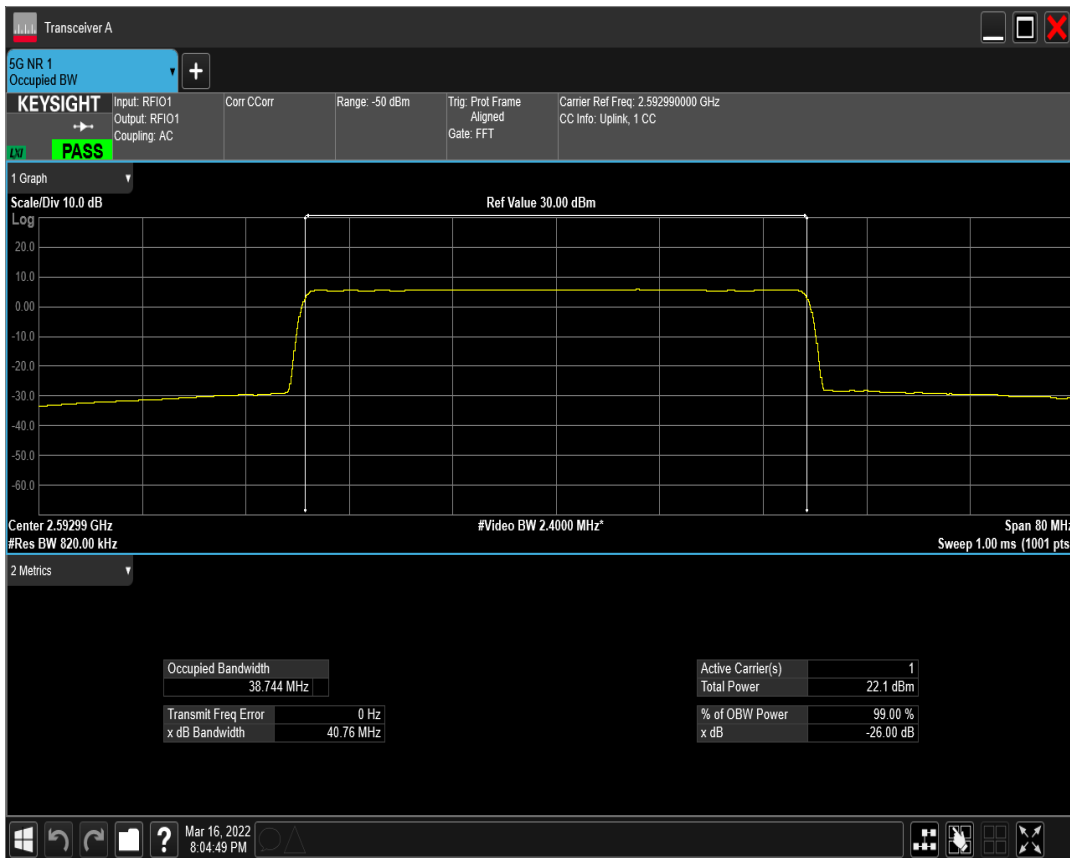 Transceiver A
5G NR 1
Occupied BW
+
KEYSIGHT
LXI
PASS
Input: RFIO1
Output: RFIO1
Coupling: AC
Corr CCorr
Range: -50 dBm
Trig: Prot Frame
Aligned
Gate: FFT
Carrier Ref Freq: 2.592990000 GHz
CC Info: Uplink, 1 CC
1 Graph
Scale/Div 10.0 dB
Ref Value 30.00 dBm
Log
20.0
10.0
0.00
-10.0
-20.0
-30.0
-40.0
-50.0
-60.0
Center 2.59299 GHz
#Video BW 2.4000 MHz*
Span 80 MHz
#Res BW 820.00 kHz
Sweep 1.00 ms (1001 pts
2 Metrics
Occupied Bandwidth
38.744 MHz
Transmit Freq Error 0 Hz
x dB Bandwidth 40.76 MHz
Active Carrier(s) 1
Total Power 22.1 dBm
% of OBW Power 99.00 %
x dB -26.00 dB
?
Mar 16, 2022
8:04:49 PM